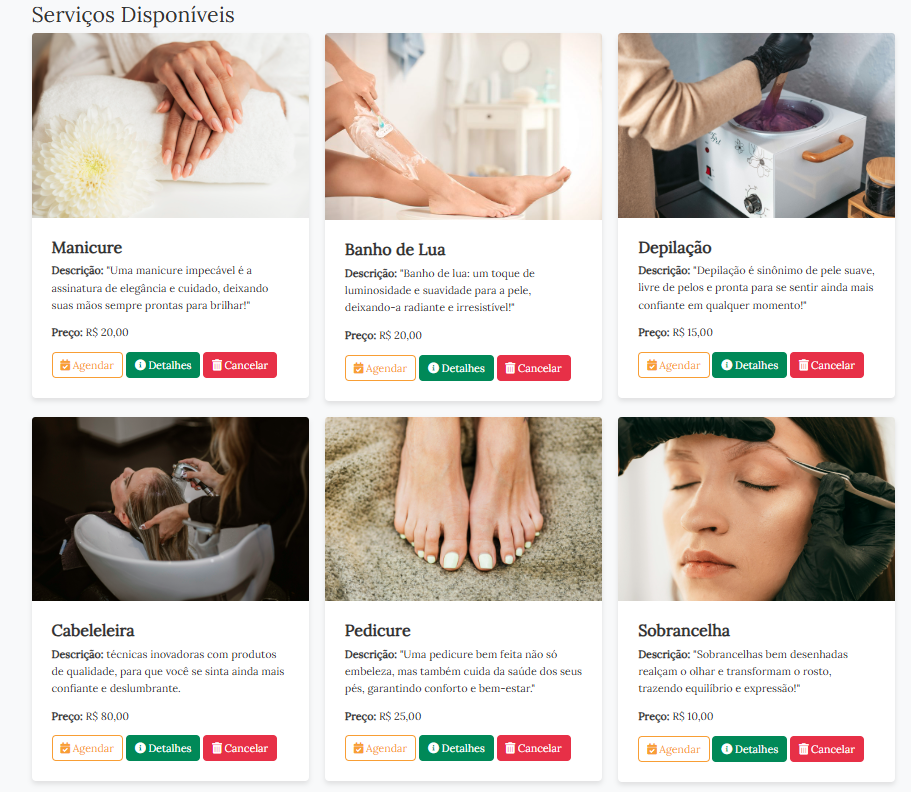 Serviços Disponíveis
Manicure
Descrição: "Uma manicure impecável é a
assinatura de elegância e cuidado, deixando
suas mãos sempre prontas para brilhar!"
Preço: R$ 20,00
Agendar Detalhes Cancelar
Banho de Lua
Descrição: "Banho de lua: um toque de
luminosidade e suavidade para a pele,
deixando-a radiante e irresistível!"
Preço: R$ 20,00
Agendar Detalhes Cancelar
Depilação
Descrição: "Depilação é sinônimo de pele suave,
livre de pelos e pronta para se sentir ainda mais
confiante em qualquer momento!"
Preço: R$ 15,00
Agendar Detalhes Cancelar
Cabeleleira
Descrição: técnicas inovadoras com produtos
de qualidade, para que você se sinta ainda mais
confiante e deslumbrante.
Preço: R$ 80,00
Agendar Detalhes Cancelar
Pedicure
Descrição: "Uma pedicure bem feita não só
embeleza, mas também cuida da saúde dos seus
pés, garantindo conforto e bem-estar."
Preço: R$ 25,00
Agendar Detalhes Cancelar
Sobrancelha
Descrição: "Sobrancelhas bem desenhadas
realçam o olhar e transformam o rosto,
trazendo equilíbrio e expressão!"
Preço: R$ 10,00
Agendar Detalhes Cancelar